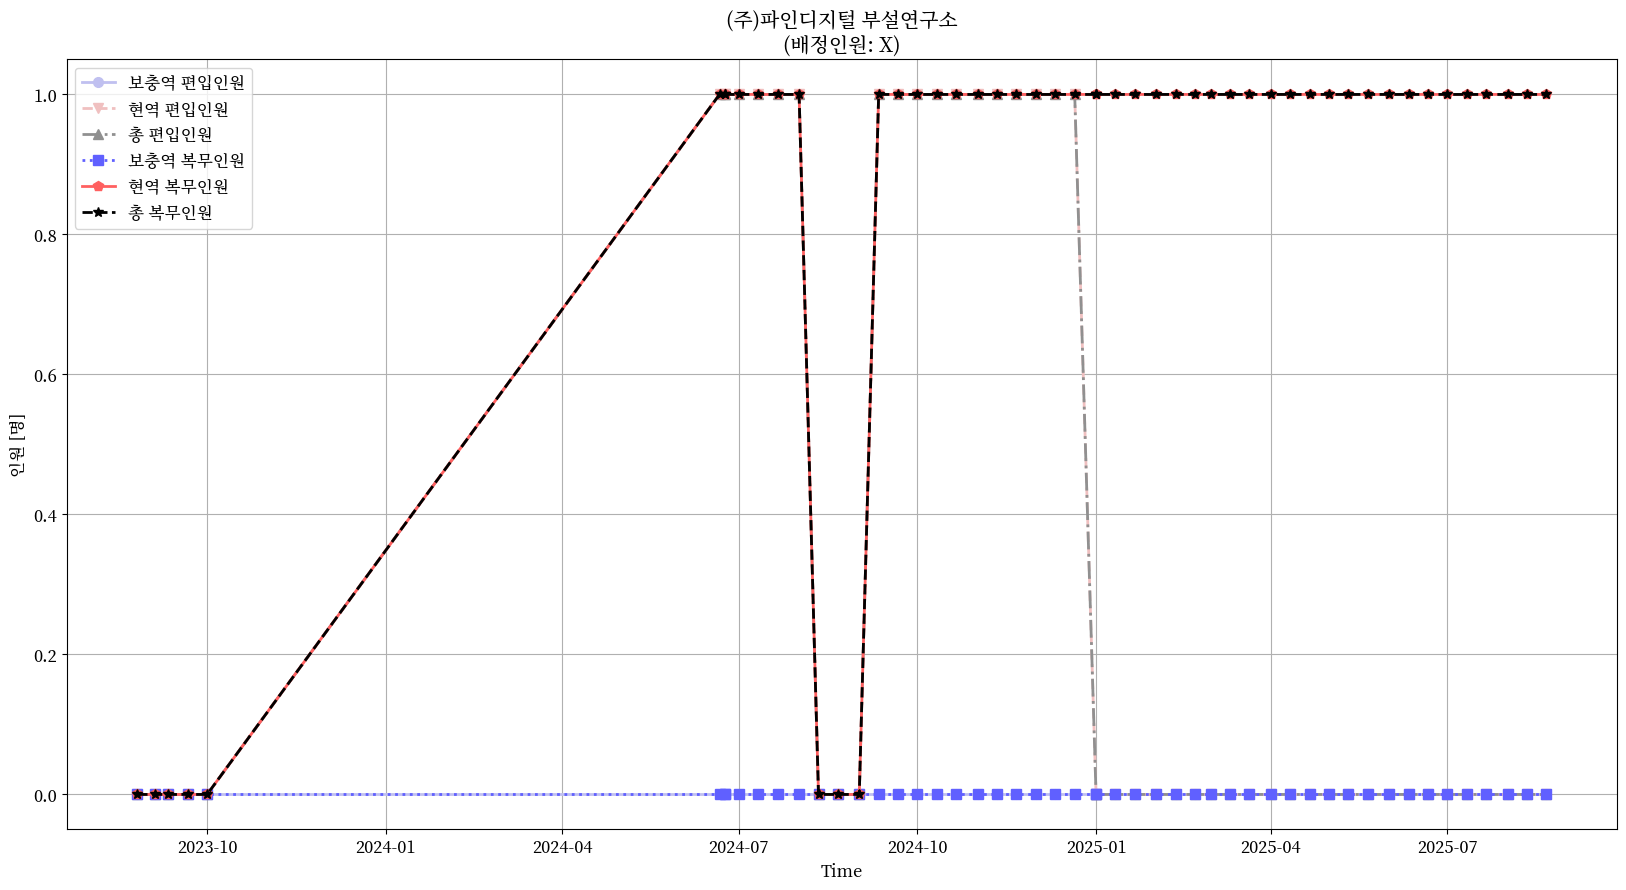 (주)파인디지털 부설연구소
(배정인원: X)
보충역 편입인원
현역 편입인원
총 편입인원
보충역 복무인원
현역 복무인원
총 복무인원
1.0
0.8
0.6
0.4
0.2
0.0
인원 [명]
2023-10
2024-01
2024-04
2024-07
2024-10
2025-01
2025-04
2025-07
Time